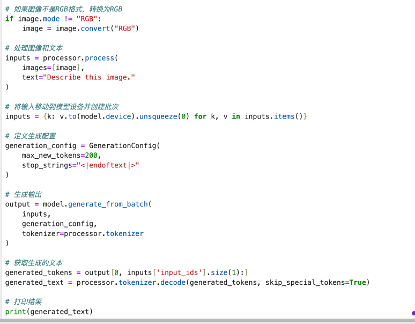 # 如果图像不是RGB格式，转换为RGB
if image.mode != "RGB":
    image = image.convert("RGB")
# 处理图像和文本
inputs = processor.process(
    images=[image],
    text="Describe this image."
)
# 将输入移动到模型设备并创建批次
inputs = {k: v.to(model.device).unsqueeze(0) for k, v in inputs.items()}
# 定义生成配置
generation_config = GenerationConfig(
    max_new_tokens=200,
    stop_strings="<|endoftext|>"
)
# 生成输出
output = model.generate_from_batch(
    inputs,
    generation_config,
    tokenizer=processor.tokenizer
)
# 获取生成的文本
generated_tokens = output[0, inputs['input_ids'].size(1):]
generated_text = processor.tokenizer.decode(generated_tokens, skip_special_tokens=True)
# 打印结果
print(generated_text)